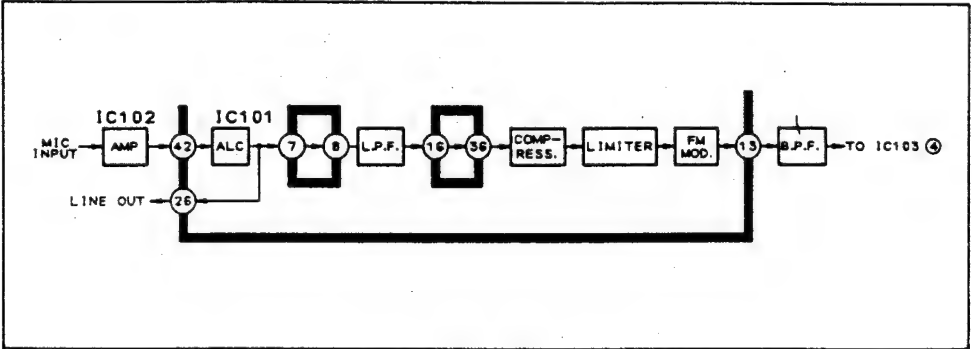 IC102
IC101
MIC
INPUT
AMP
42
ALC
7
8
L.P.F.
16
36
COMP-
RESS.
LIMITER
FM
MOD.
13
B.P.F.
TO IC103 ④
LINE OUT
26